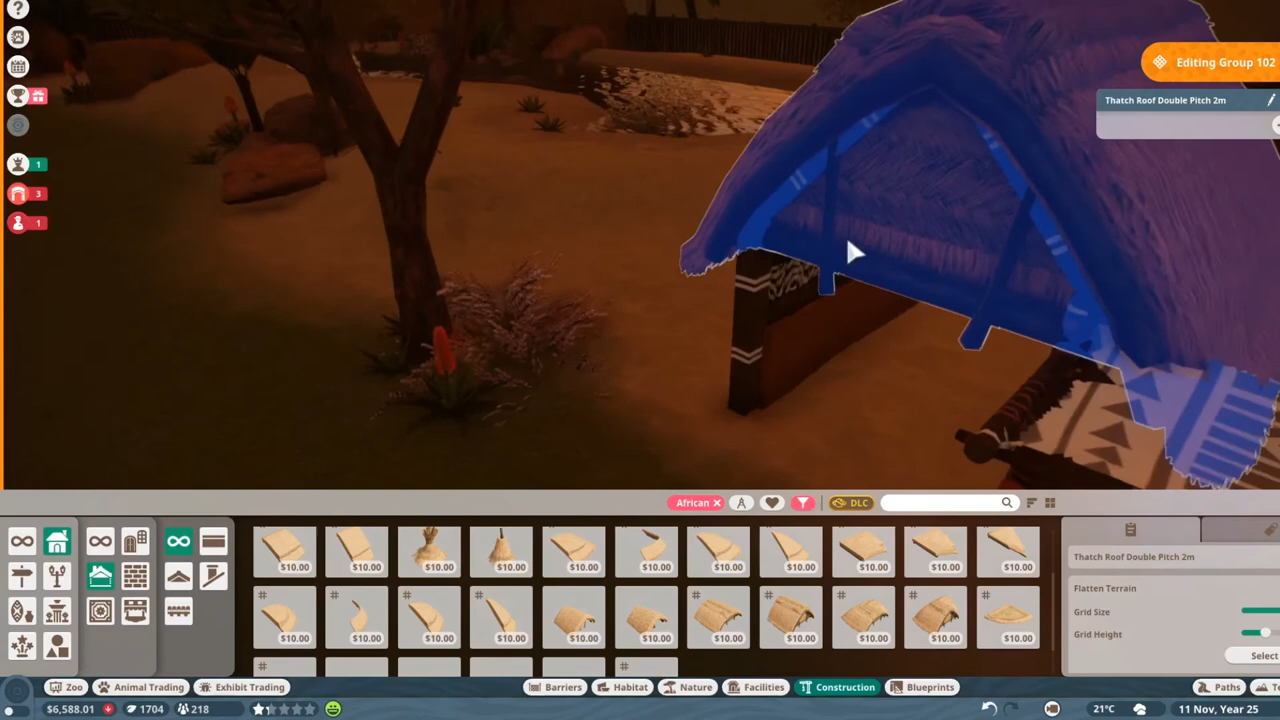 ?
Editing Group 102
Thatch Roof Double Pitch 2m
1
3
1
African ×
DLC
$10.00 $10.00 $10.00 $10.00 $10.00 $10.00 $10.00 $10.00 $10.00 $10.00 $10.00
# # # # #
$10.00 $10.00 $10.00 $10.00 $10.00 $10.00 $10.00 $10.00 $10.00 $10.00 $10.00
# #
Thatch Roof Double Pitch 2m
Flatten Terrain
Grid Size
Grid Height
Select
Zoo Animal Trading Exhibit Trading Barriers Habitat Nature Facilities Construction Blueprints Paths Te
$6,588.01 1704 218 21°C 11 Nov, Year 25